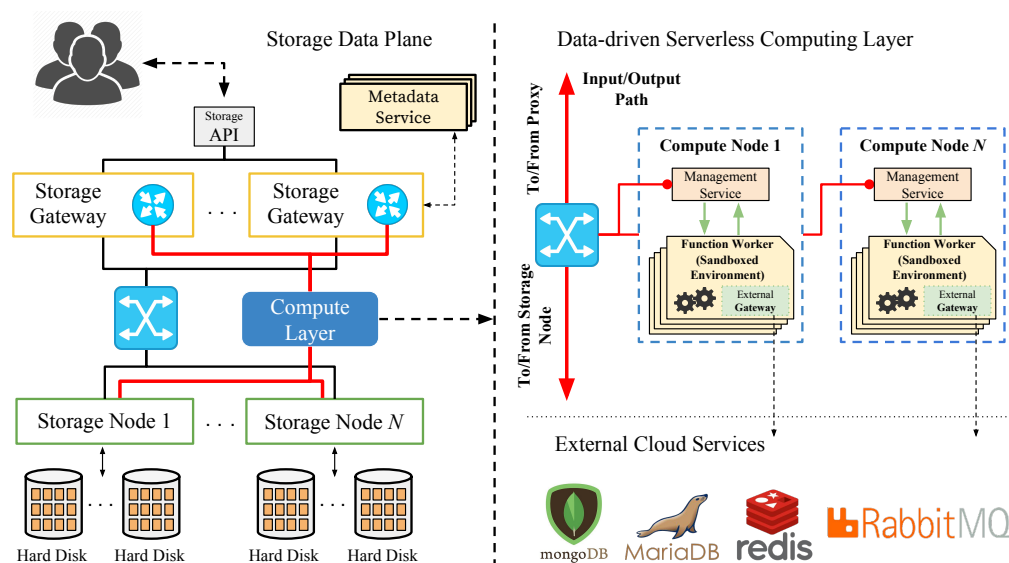 Storage Data Plane
Storage
API
Metadata
Service
Storage
Gateway
. . .
Storage
Gateway
Compute
Layer
Storage Node 1
. . .
Storage Node N
. . .
. . .
Hard Disk
Hard Disk
Hard Disk
Hard Disk
Data-driven Serverless Computing Layer
Input/Output
Path
To/From Proxy
To/From Storage
Node
Compute Node 1
Management
Service
Function Worker
(Sandboxed
Environment)
External
Gateway
Compute Node N
Management
Service
Function Worker
(Sandboxed
Environment)
External
Gateway
External Cloud Services
mongoDB
MariaDB
redis
RabbitMQ